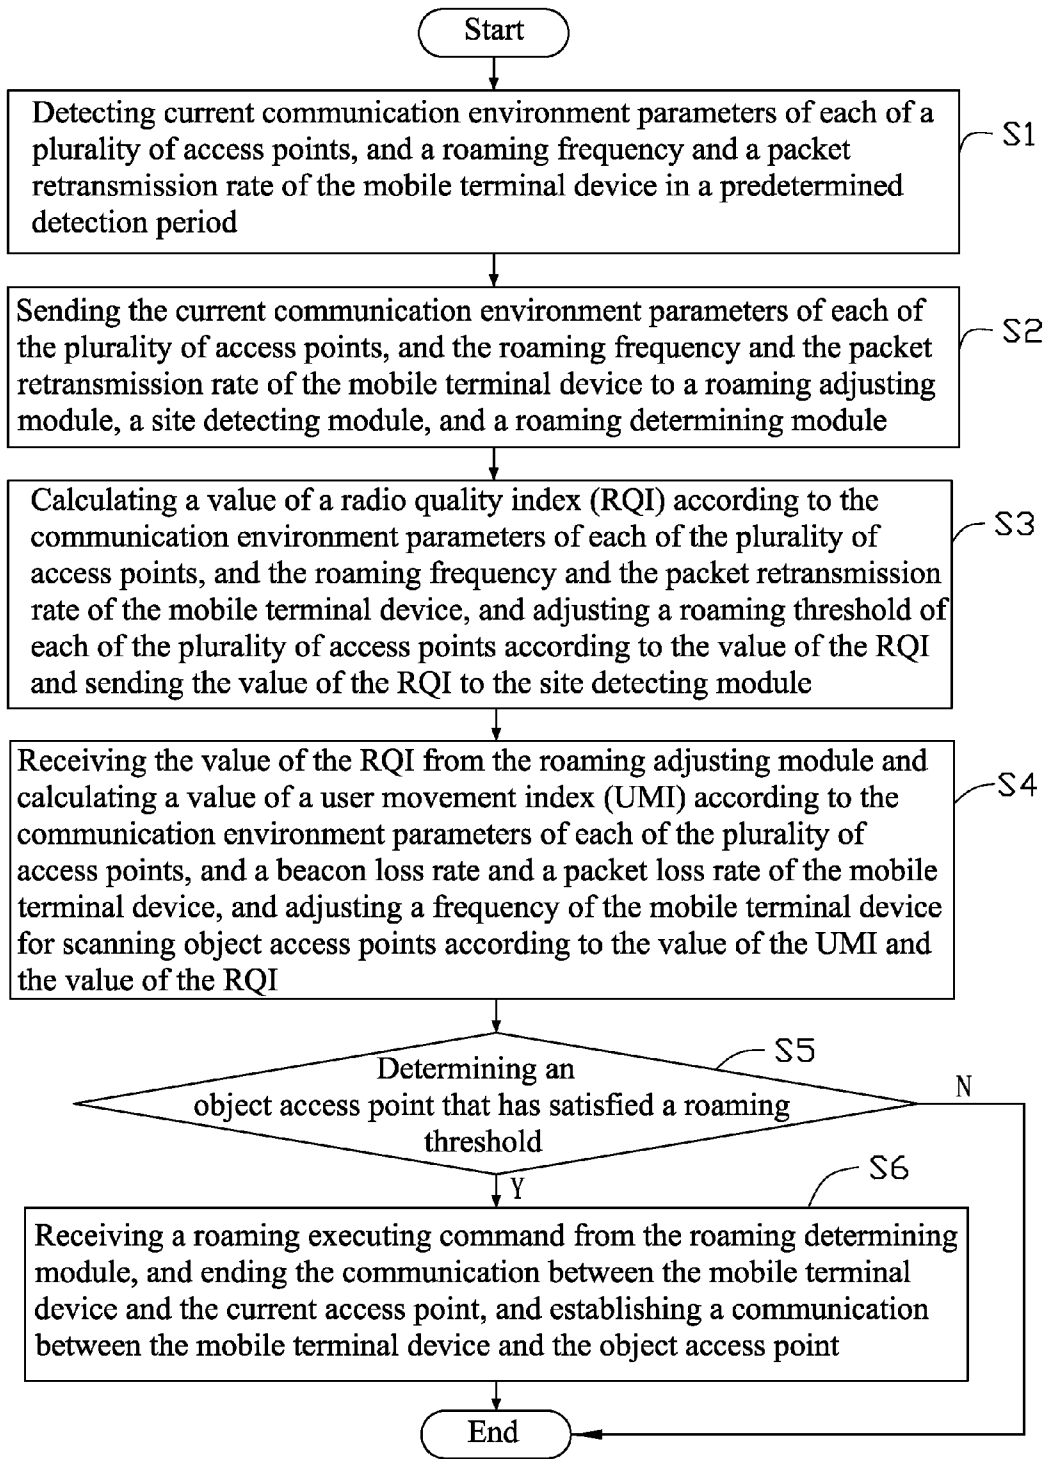 Start
Detecting current communication environment parameters of each of a
plurality of access points, and a roaming frequency and a packet
retransmission rate of the mobile terminal device in a predetermined
detection period
S1
Sending the current communication environment parameters of each of
the plurality of access points, and the roaming frequency and the packet
retransmission rate of the mobile terminal device to a roaming adjusting
module, a site detecting module, and a roaming determining module
S2
Calculating a value of a radio quality index (RQI) according to the
communication environment parameters of each of the plurality of
access points, and the roaming frequency and the packet retransmission
rate of the mobile terminal device, and adjusting a roaming threshold of
each of the plurality of access points according to the value of the RQI
and sending the value of the RQI to the site detecting module
S3
Receiving the value of the RQI from the roaming adjusting module and
calculating a value of a user movement index (UMI) according to the
communication environment parameters of each of the plurality of
access points, and a beacon loss rate and a packet loss rate of the mobile
terminal device, and adjusting a frequency of the mobile terminal device
for scanning object access points according to the value of the UMI and
the value of the RQI
S4
Determining an
object access point that has satisfied a roaming
threshold
S5
N
Y
S6
Receiving a roaming executing command from the roaming determining
module, and ending the communication between the mobile terminal
device and the current access point, and establishing a communication
between the mobile terminal device and the object access point
End